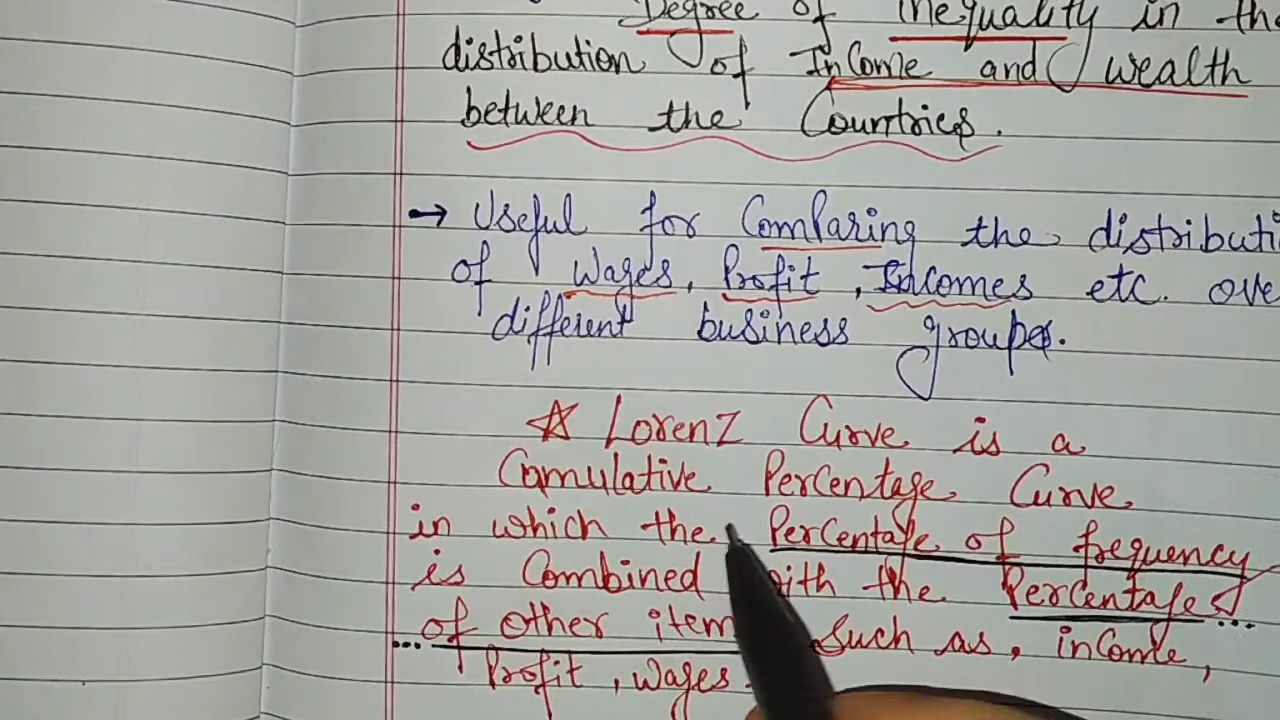 Degree of inequality in the
distribution of Income and wealth
between the Countries.
→ Useful for Comparing the distributi
of Wages, Profit, Incomes etc. ove
different business groups.
☆ Lorenz Curve is a
Comulative Percentage Curve
in which the Percentage of frequency
is Combined with the Percentages
of other item such as, income,
Profit, wages.